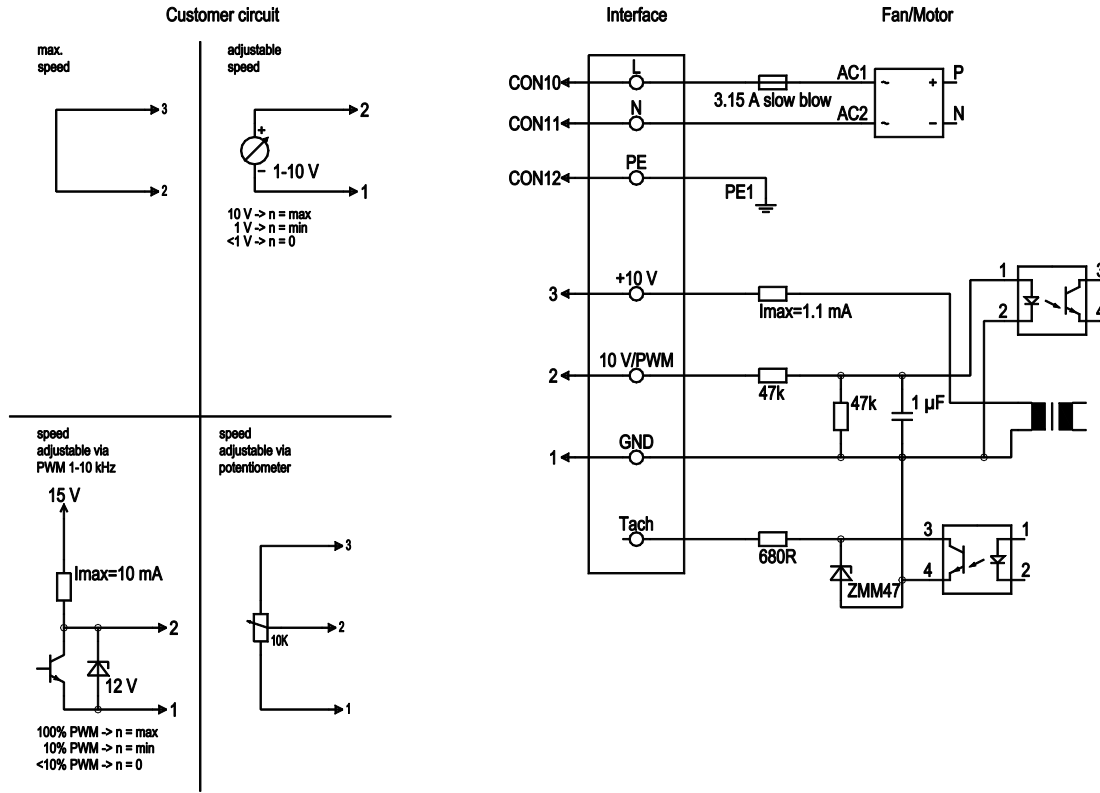 Customer circuit
max.
speed
3
2
adjustable
speed
2
+
−
1-10 V
1
10 V -> n = max
1 V -> n = min
<1 V -> n = 0
speed
adjustable via
PWM 1-10 kHz
15 V
Imax=10 mA
2
12 V
1
100% PWM -> n = max
10% PWM -> n = min
<10% PWM -> n = 0
speed
adjustable via
potentiometer
3
2
10K
1
Interface
Fan/Motor
CON10
L
3.15 A slow blow
AC1
~
+
P
CON11
N
AC2
~
−
N
CON12
PE
PE1
3
+10 V
Imax=1.1 mA
1
2
3
4
2
10 V/PWM
47k
47k
1 µF
1
GND
Tach
680R
ZMM47
3
4
1
2